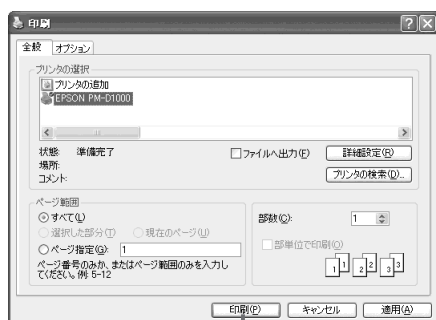 印刷
全般 オプション
プリンタの選択
プリンタの追加
EPSON PM-D1000
状態: 準備完了
場所:
コメント:
ファイルへ出力(F)
詳細設定(R)
プリンタの検索(D)...
ページ範囲
すべて(L)
選択した部分(T) 現在のページ(U)
ページ指定(G): 1
ページ番号のみか、またはページ範囲のみを入力し
てください。例: 5-12
部数(C): 1
部単位で印刷(O)
1 1 2 2 3 3
印刷(P) キャンセル 適用(A)